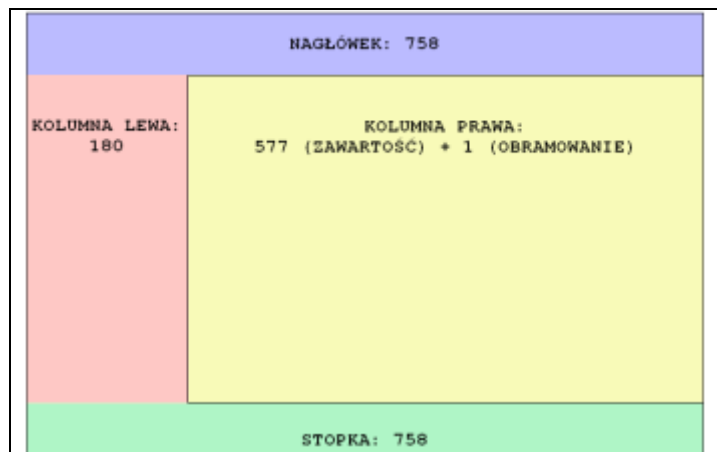 NAGŁÓWEK: 758
KOLUMNA LEWA:
180
KOLUMNA PRAWA:
577 (ZAWARTOŚĆ) + 1 (OBRAMOWANIE)
STOPKA: 758